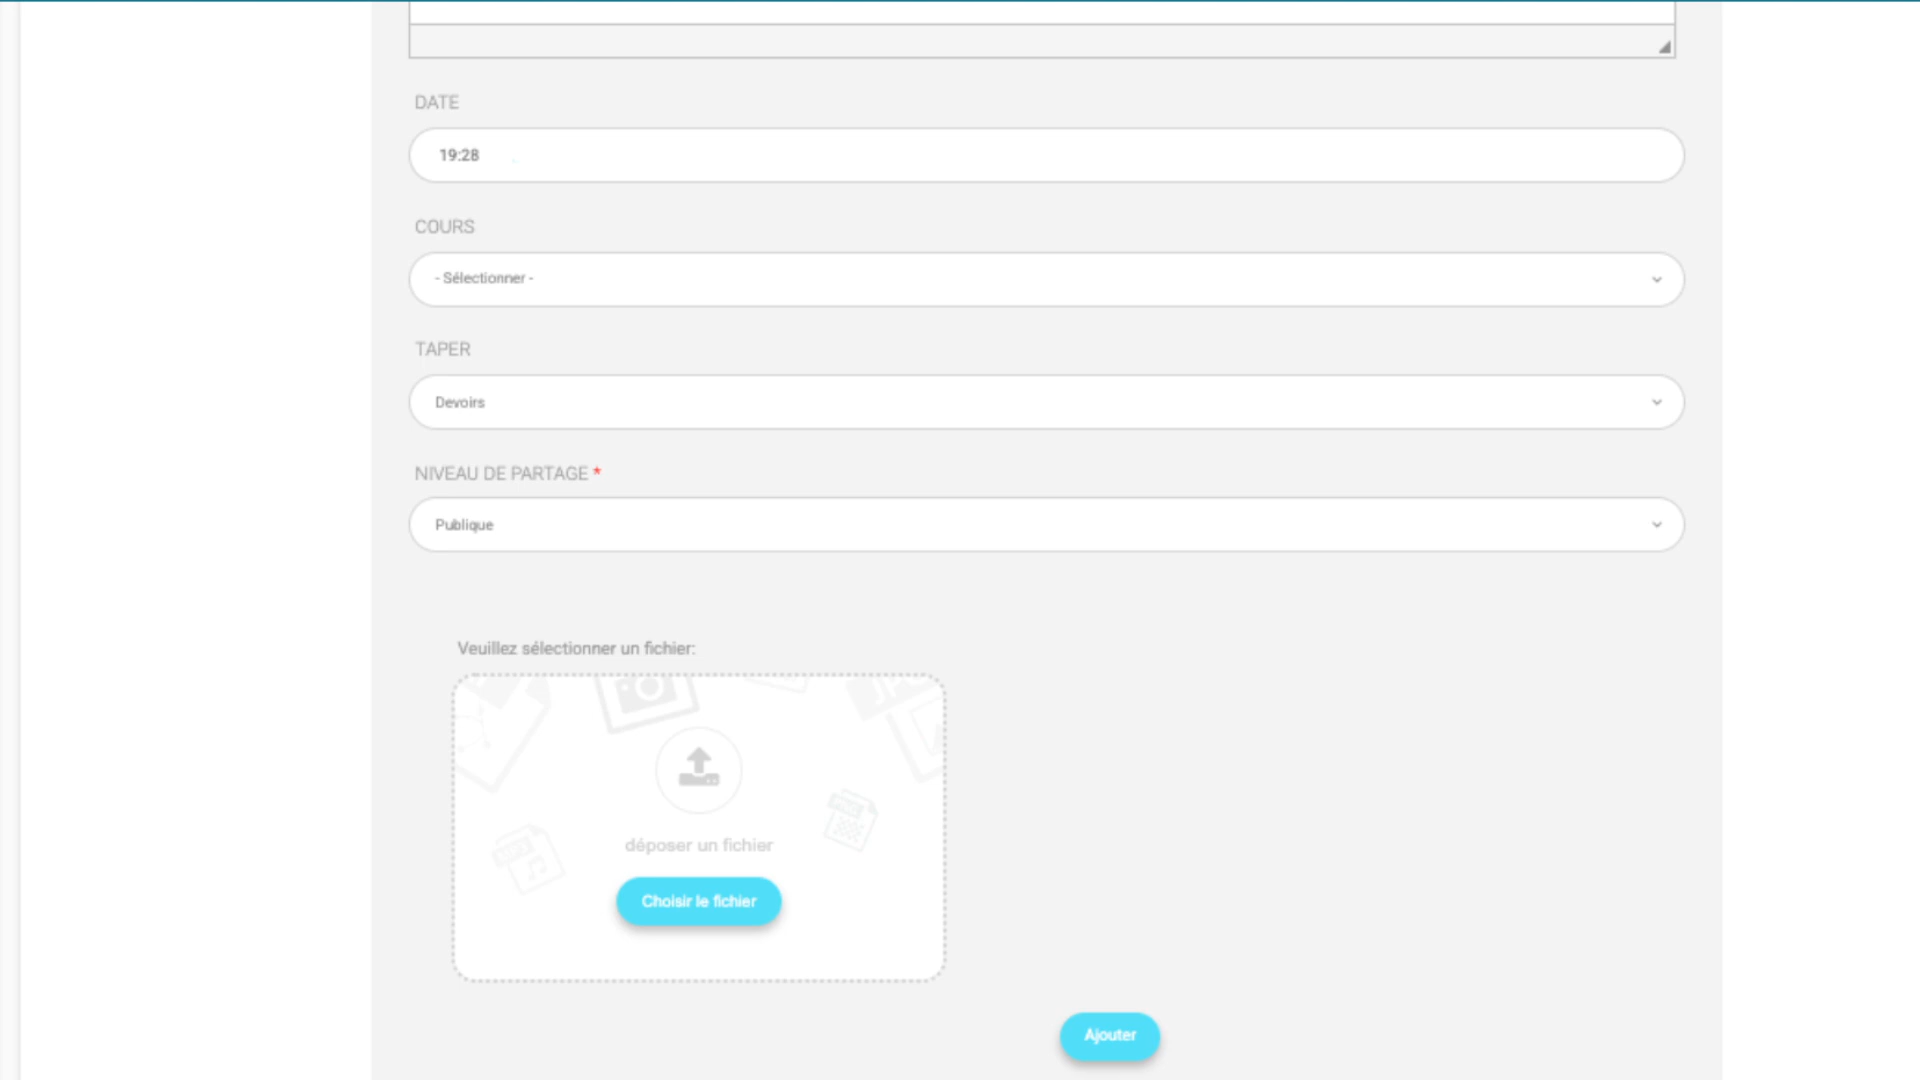 DATE
19:28
COURS
- Sélectionner -
TAPER
Devoirs
NIVEAU DE PARTAGE *
Publique
Veuillez sélectionner un fichier:
déposer un fichier
Choisir le fichier
Ajouter